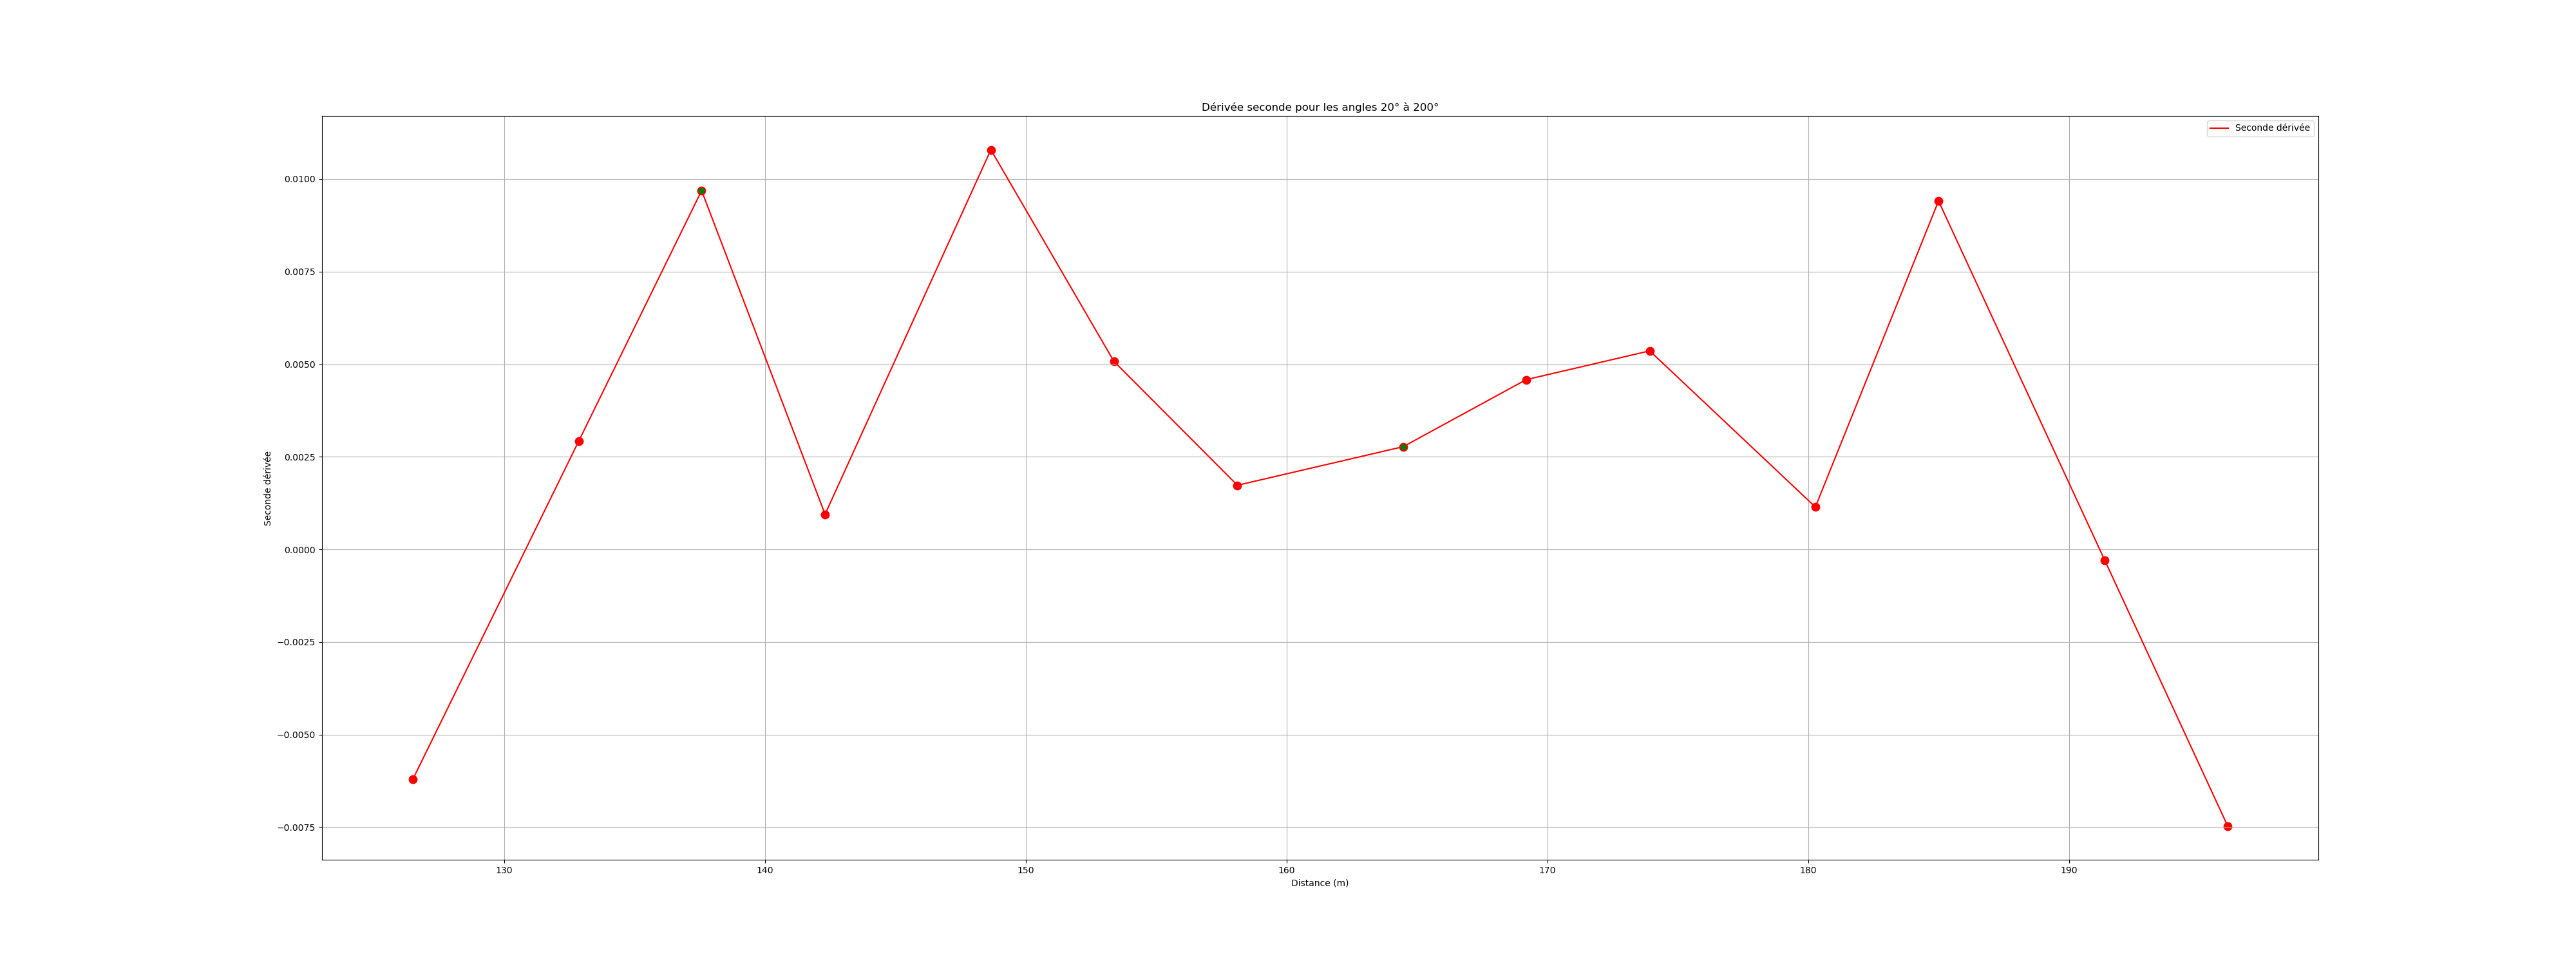 Dérivée seconde pour les angles 20° à 200°
Seconde dérivée
0.0100
0.0075
0.0050
0.0025
0.0000
−0.0025
−0.0050
−0.0075
Seconde dérivée
130 140 150 160 170 180 190
Distance (m)